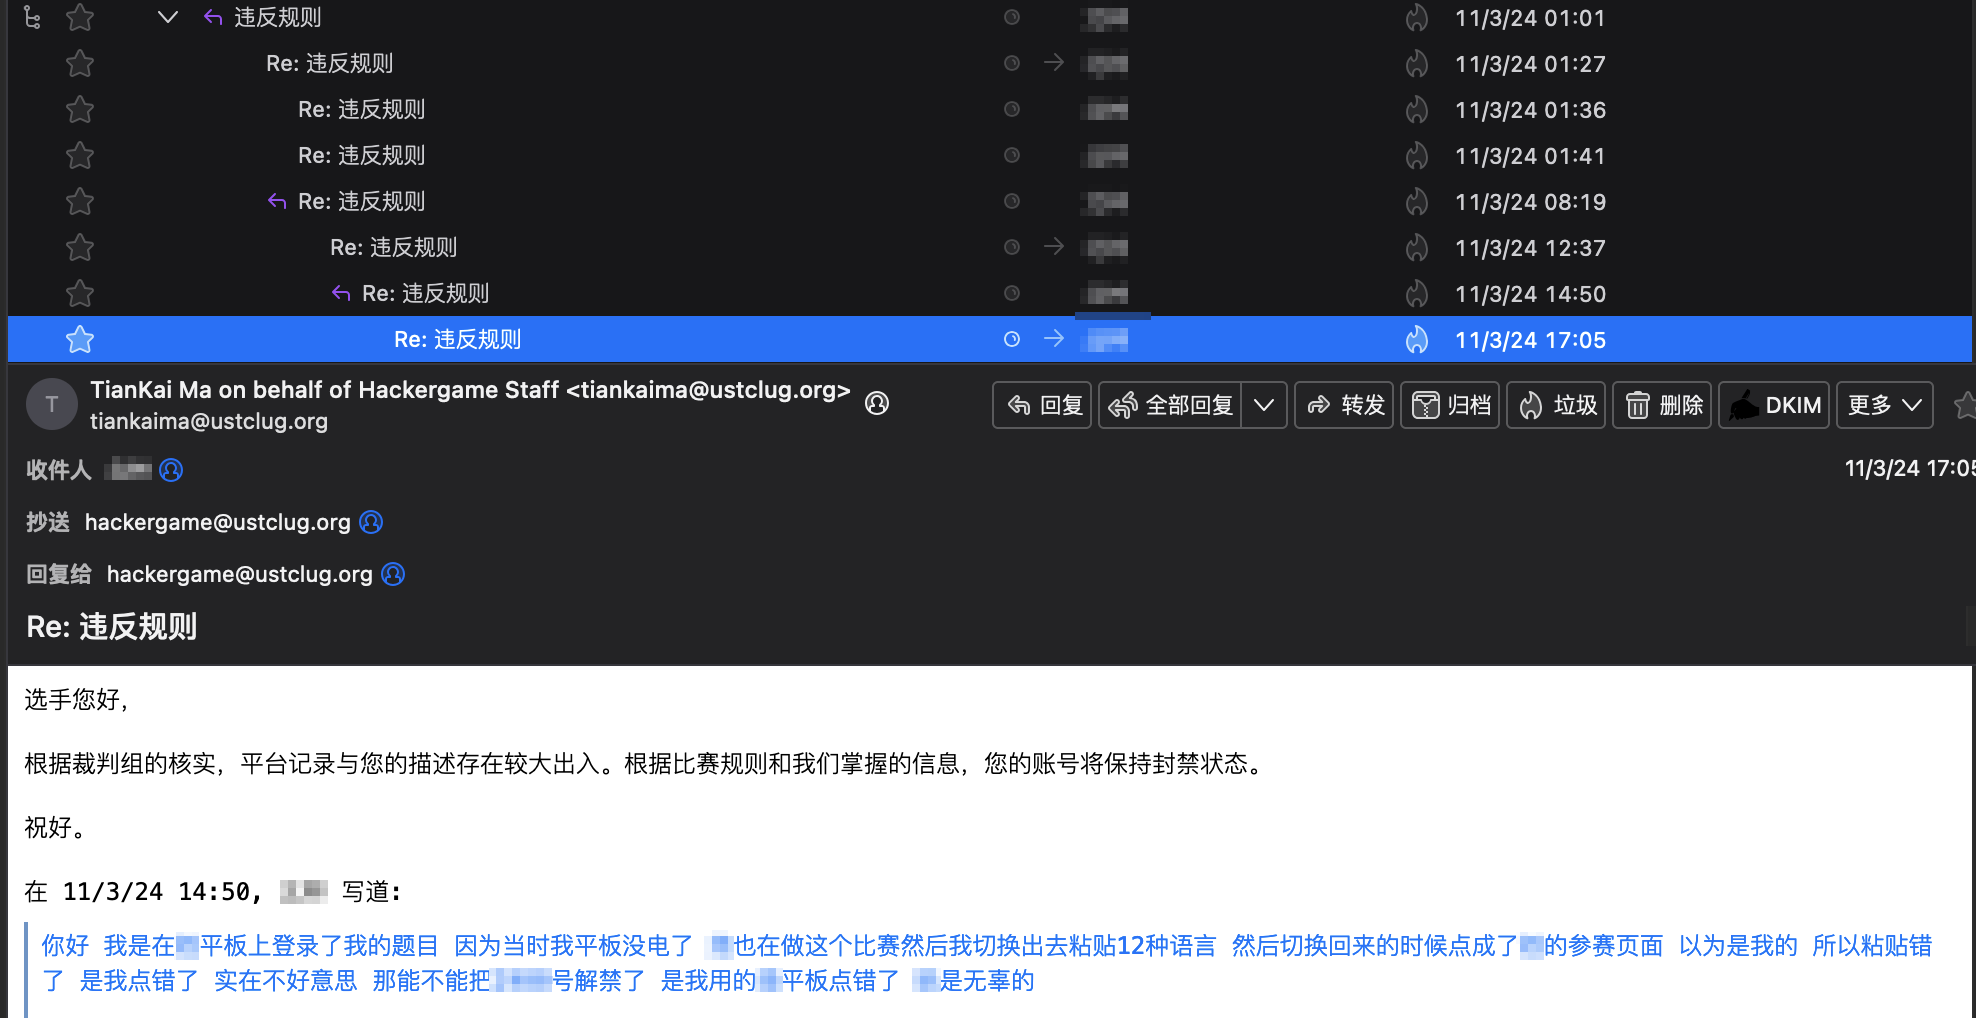 违反规则 11/3/24 01:01
Re: 违反规则 11/3/24 01:27
Re: 违反规则 11/3/24 01:36
Re: 违反规则 11/3/24 01:41
Re: 违反规则 11/3/24 08:19
Re: 违反规则 11/3/24 12:37
Re: 违反规则 11/3/24 14:50
Re: 违反规则 11/3/24 17:05
T
TianKai Ma on behalf of Hackergame Staff <tiankaima@ustclug.org>
tiankaima@ustclug.org
回复 全部回复 转发 归档 垃圾 删除 DKIM 更多
收件人 11/3/24 17:05
抄送 hackergame@ustclug.org
回复给 hackergame@ustclug.org
Re: 违反规则
选手您好,
根据裁判组的核实，平台记录与您的描述存在较大出入。根据比赛规则和我们掌握的信息，您的账号将保持封禁状态。
祝好。
在 11/3/24 14:50, 写道:
你好 我是在平板上登录了我的题目 因为当时我平板没电了 也在做这个比赛然后我切换出去粘贴12种语言 然后切换回来的时候点成了的参赛页面 以为是我的 所以粘贴错
了 是我点错了 实在不好意思 那能不能把号解禁了 是我用的平板点错了 是无辜的